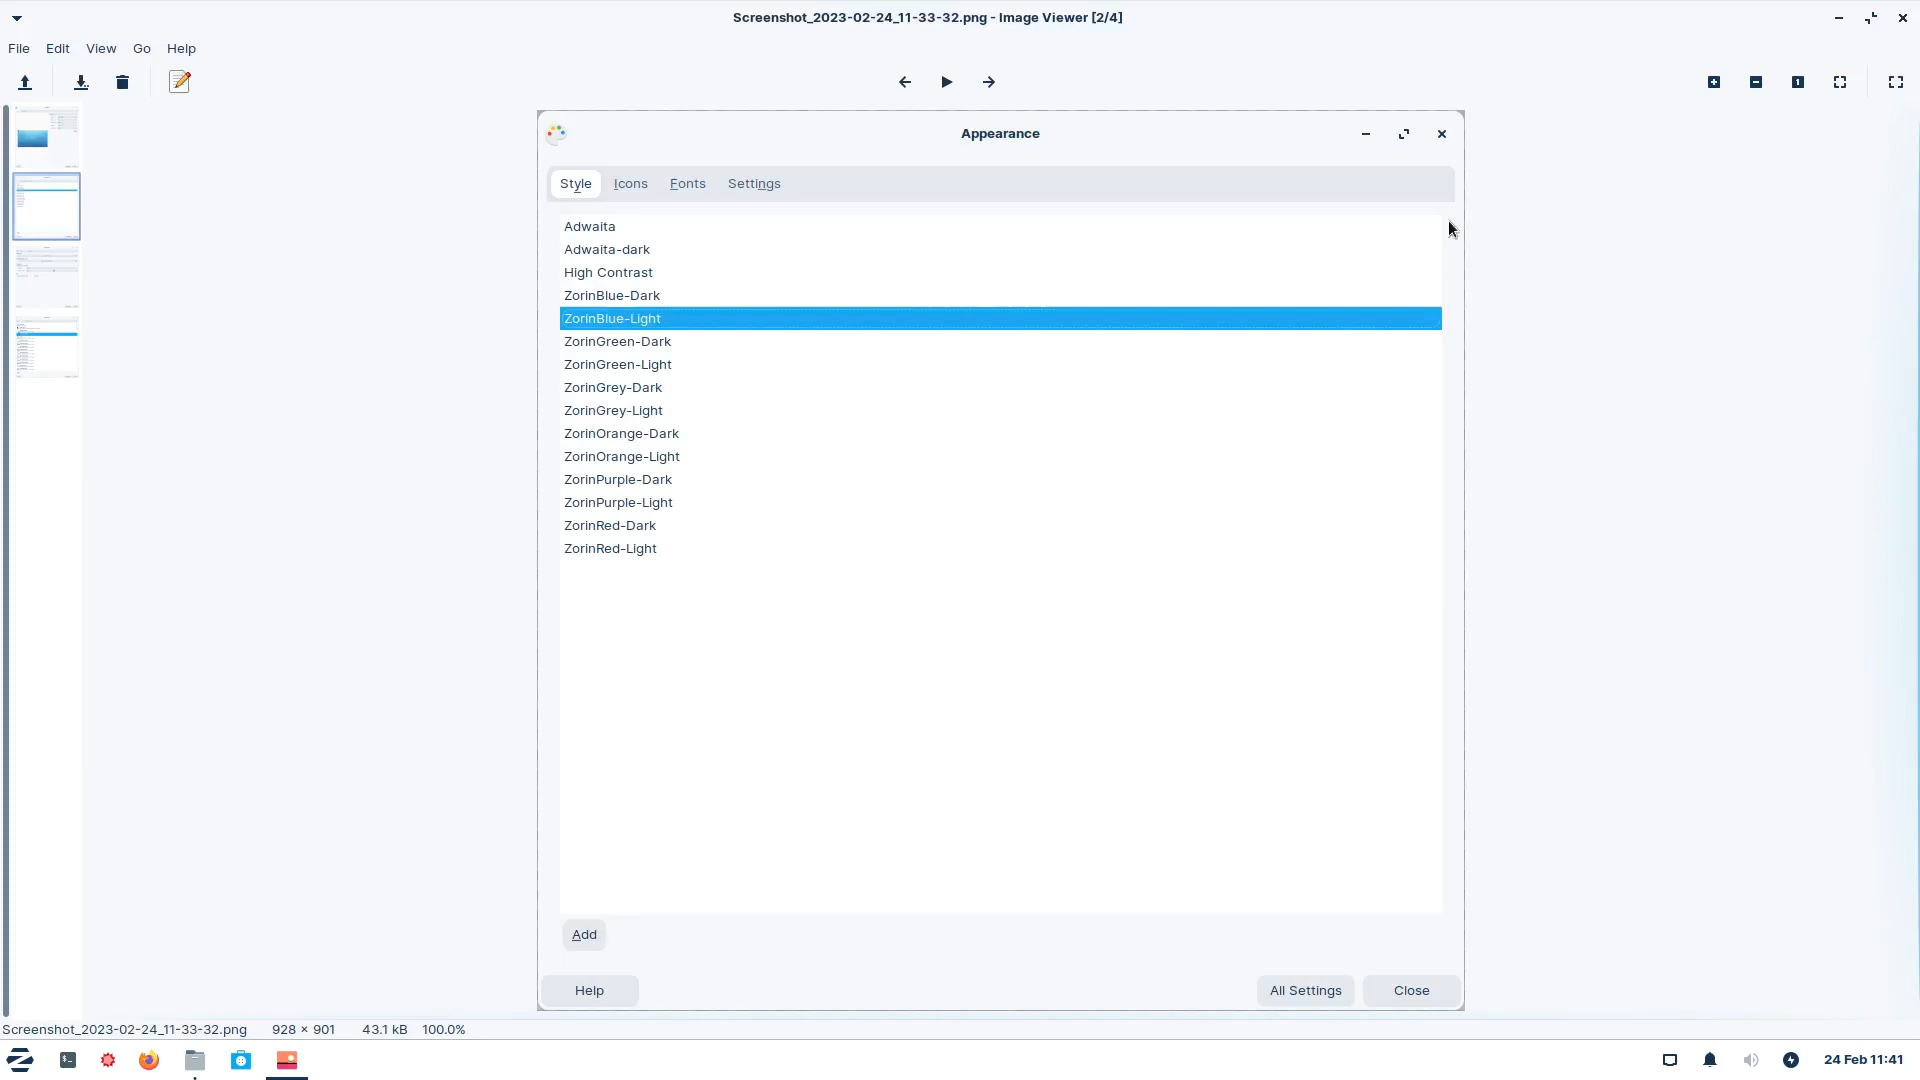 Screenshot_2023-02-24_11-33-32.png - Image Viewer [2/4]
File Edit View Go Help
Appearance
Style Icons Fonts Settings
Adwaita
Adwaita-dark
High Contrast
ZorinBlue-Dark
ZorinBlue-Light
ZorinGreen-Dark
ZorinGreen-Light
ZorinGrey-Dark
ZorinGrey-Light
ZorinOrange-Dark
ZorinOrange-Light
ZorinPurple-Dark
ZorinPurple-Light
ZorinRed-Dark
ZorinRed-Light
Add
Help All Settings Close
Screenshot_2023-02-24_11-33-32.png 928 × 901 43.1 kB 100.0%
24 Feb 11:41